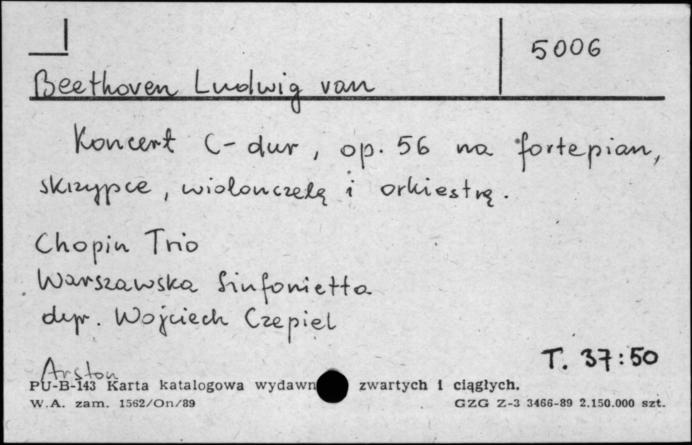 5006
Beethoven Ludwig van
Koncert C-dur, op. 56 na fortepian,
skrzypce, wiolonczelę i orkiestrę.
Chopin Trio
Warszawska Sinfonietta
dyr. Wojciech Czepiel
T. 37:50
Arston
PU-B-143 Karta katalogowa wydawn zwartych i ciągłych.
W.A. zam. 1562/On/89 GZG Z-3 3466-89 2.150.000 szt.